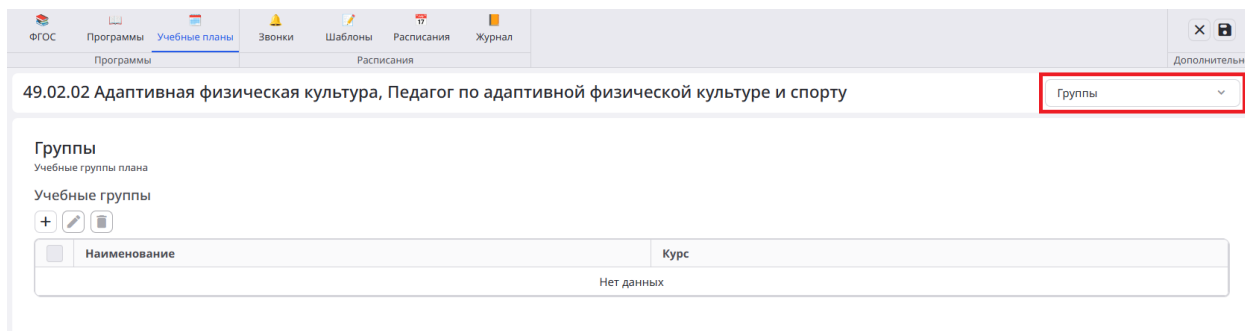 ФГОС Программы Учебные планы Звонки Шаблоны Расписания Журнал
Программы Расписания Дополнительн
49.02.02 Адаптивная физическая культура, Педагог по адаптивной физической культуре и спорту Группы
Группы
Учебные группы плана
Учебные группы
Наименование Курс
Нет данных